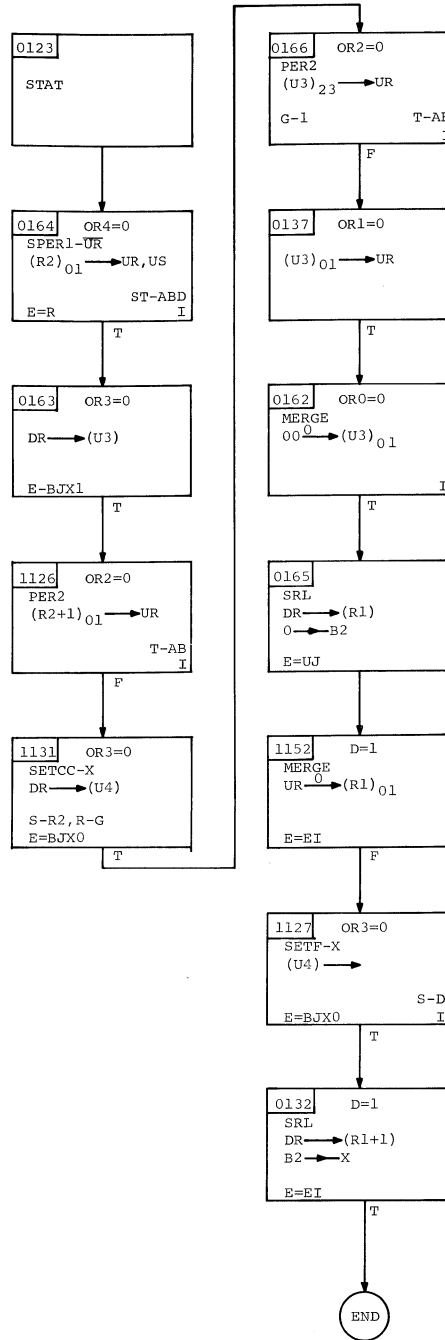 0123
STAT
0164 OR4=0
SPER1-U̅R̅
(R2)01 → UR,US
ST-ABD
E=R I
T
0163 OR3=0
DR → (U3)
E-BJX1
T
1126 OR2=0
PER2
(R2+1)01 → UR
T-AB
I
F
1131 OR3=0
SETCC-X
DR → (U4)
S-R2,R-G
E=BJX0
T
0166 OR2=0
PER2
(U3)23 → UR
G-1 T-AB
I
F
0137 OR1=0
(U3)01 → UR
T
0162 OR0=0
MERGE
00 0→ (U3)01
I
T
0165
SRL
DR → (R1)
0 → B2
E=UJ
1152 D=1
MERGE
UR 0→ (R1)01
E=EI
F
1127 OR3=0
SETF-X
(U4) →
S-D
E=BJX0 I
T
0132 D=1
SRL
DR → (R1+1)
B2 → X
E=EI
T
END